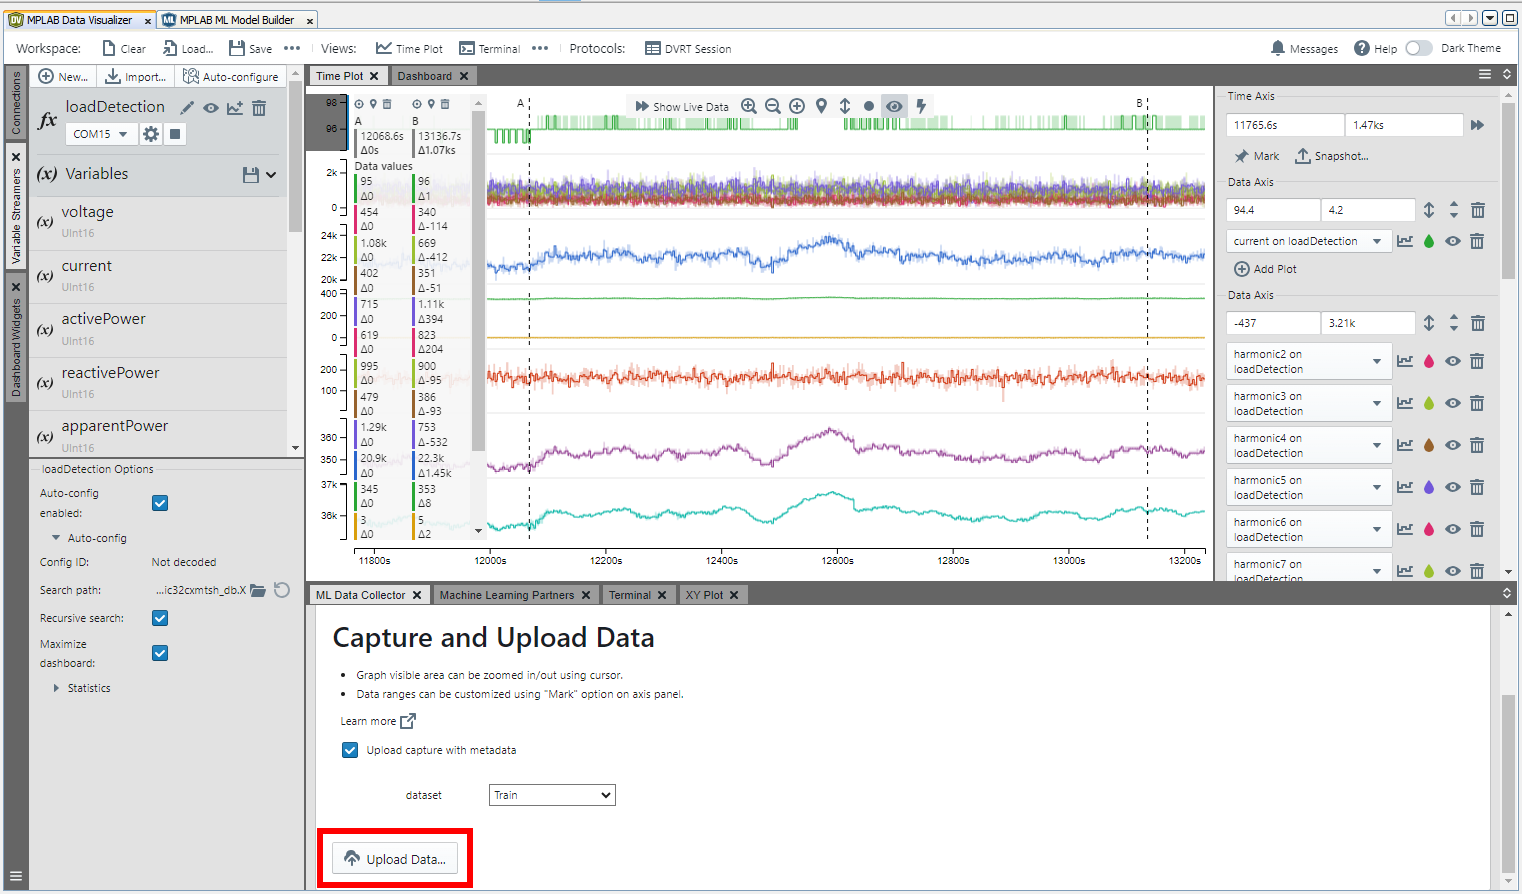 MPLAB Data Visualizer
MPLAB ML Model Builder
Workspace: Clear Load... Save Views: Time Plot Terminal Protocols: DVRT Session Messages Help Dark Theme
Connections
Variable Streamers
Dashboard Widgets
New... Import... Auto-configure
loadDetection
COM15
(x) Variables
(x) voltage
UInt16
(x) current
UInt16
(x) activePower
UInt16
(x) reactivePower
UInt16
(x) apparentPower
UInt16
loadDetection Options
Auto-config
enabled:
Auto-config
Config ID: Not decoded
Search path: ...ic32cxmtsh_db.X
Recursive search:
Maximize
dashboard:
Statistics
Time Plot Dashboard
Show Live Data
A B
A B
12068.6s 13136.7s
Δ0s Δ1.07ks
Data values
95 96
Δ0 Δ1
454 340
Δ0 Δ-114
1.08k 669
Δ0 Δ-412
402 351
Δ0 Δ-51
715 1.11k
Δ0 Δ394
619 823
Δ0 Δ204
995 900
Δ0 Δ-95
479 386
Δ0 Δ-93
1.29k 753
Δ0 Δ-532
20.9k 22.3k
Δ0 Δ1.45k
345 353
Δ0 Δ8
3 5
Δ0 Δ2
98
96
2k
0
24k
22k
20k
400
200
0
200
100
360
350
37k
36k
11800s 12000s 12200s 12400s 12600s 12800s 13000s 13200s
Time Axis
11765.6s 1.47ks
Mark Snapshot...
Data Axis
94.4 4.2
current on loadDetection
Add Plot
Data Axis
-437 3.21k
harmonic2 on
loadDetection
harmonic3 on
loadDetection
harmonic4 on
loadDetection
harmonic5 on
loadDetection
harmonic6 on
loadDetection
harmonic7 on
loadDetection
ML Data Collector Machine Learning Partners Terminal XY Plot
Capture and Upload Data
• Graph visible area can be zoomed in/out using cursor.
• Data ranges can be customized using "Mark" option on axis panel.
Learn more
Upload capture with metadata
dataset Train
Upload Data...